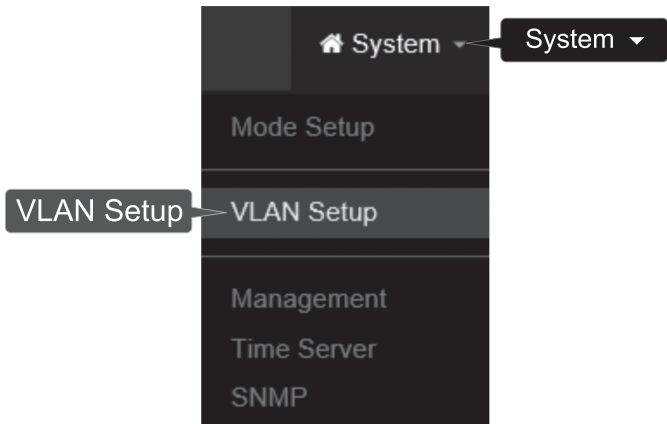 System
System
Mode Setup
VLAN Setup
VLAN Setup
Management
Time Server
SNMP